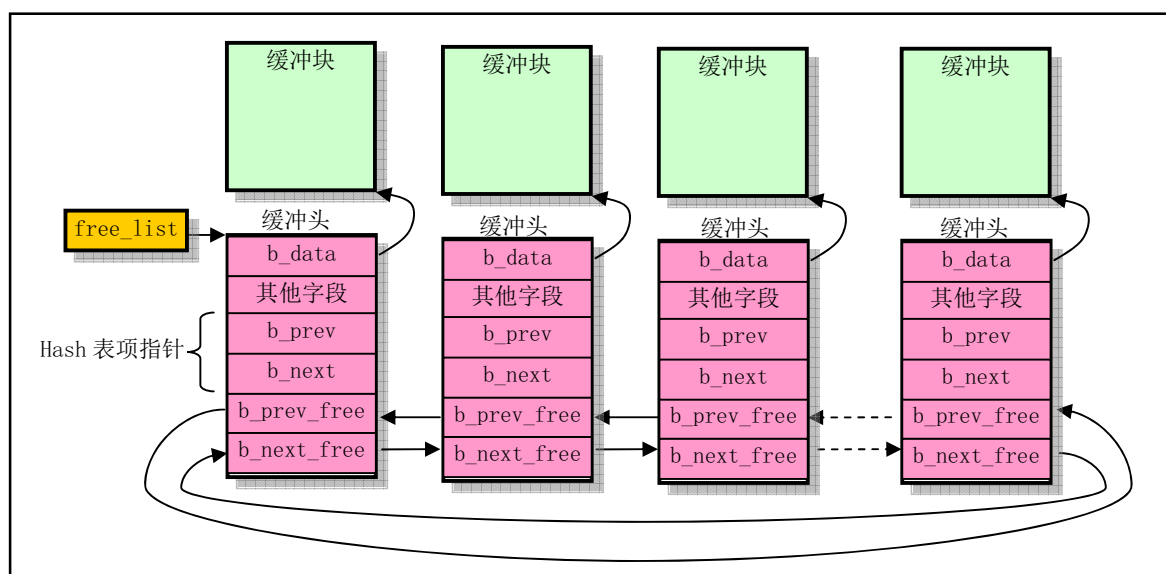 缓冲块
缓冲块
缓冲块
缓冲块
free_list
缓冲头
缓冲头
缓冲头
缓冲头
b_data
b_data
b_data
b_data
其他字段
其他字段
其他字段
其他字段
Hash 表项指针
b_prev
b_prev
b_prev
b_prev
b_next
b_next
b_next
b_next
b_prev_free
b_prev_free
b_prev_free
b_prev_free
b_next_free
b_next_free
b_next_free
b_next_free